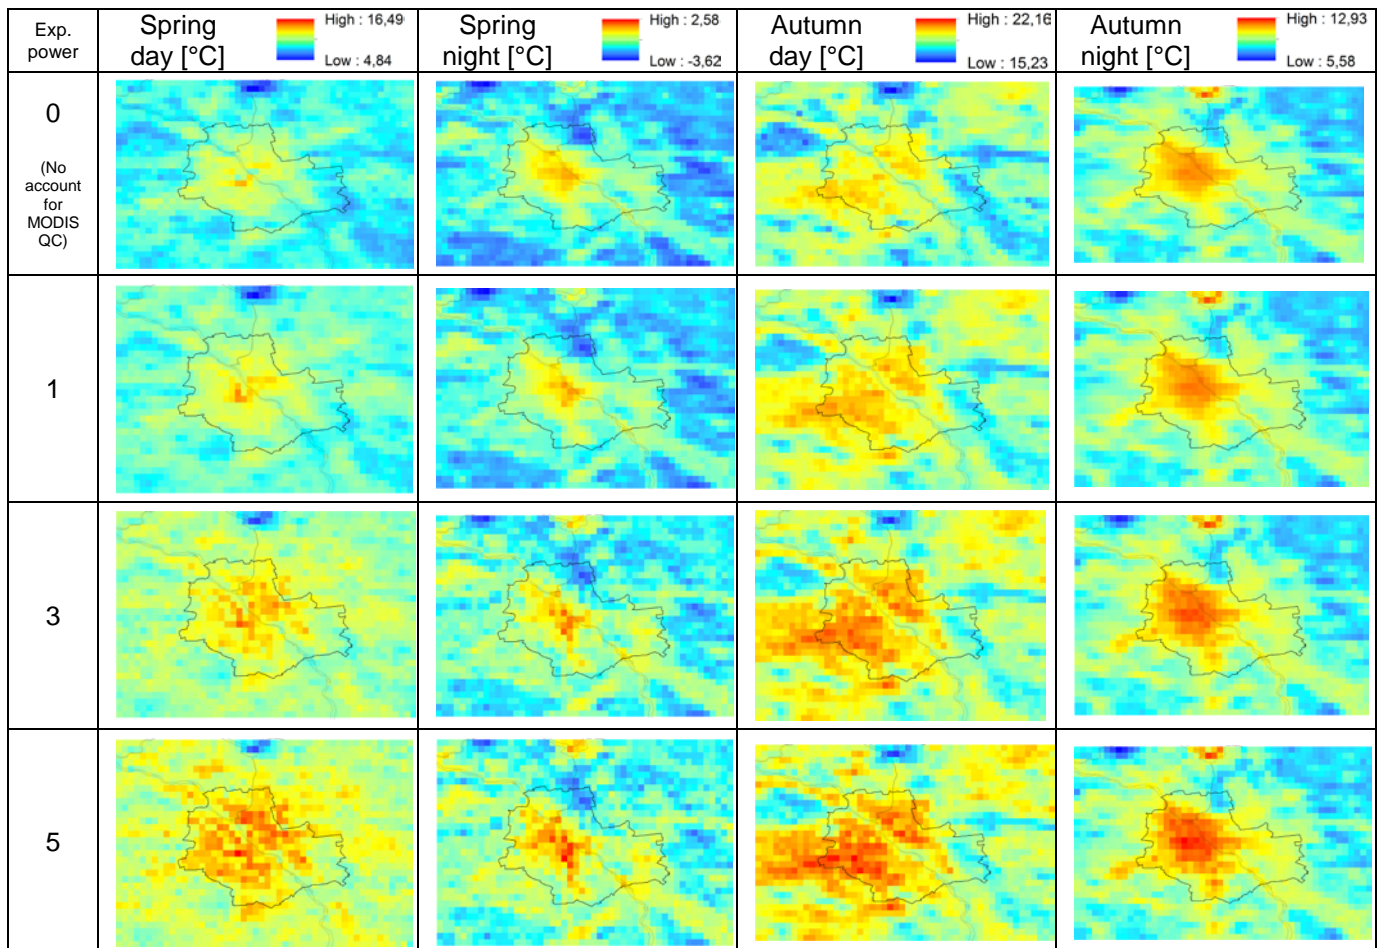 Exp.
power
Spring
day [°C]
High : 16,49
Low : 4,84
Spring
night [°C]
High : 2,58
Low : -3,62
Autumn
day [°C]
High : 22,16
Low : 15,23
Autumn
night [°C]
High : 12,93
Low : 5,58
0
(No
account
for
MODIS
QC)
1
3
5